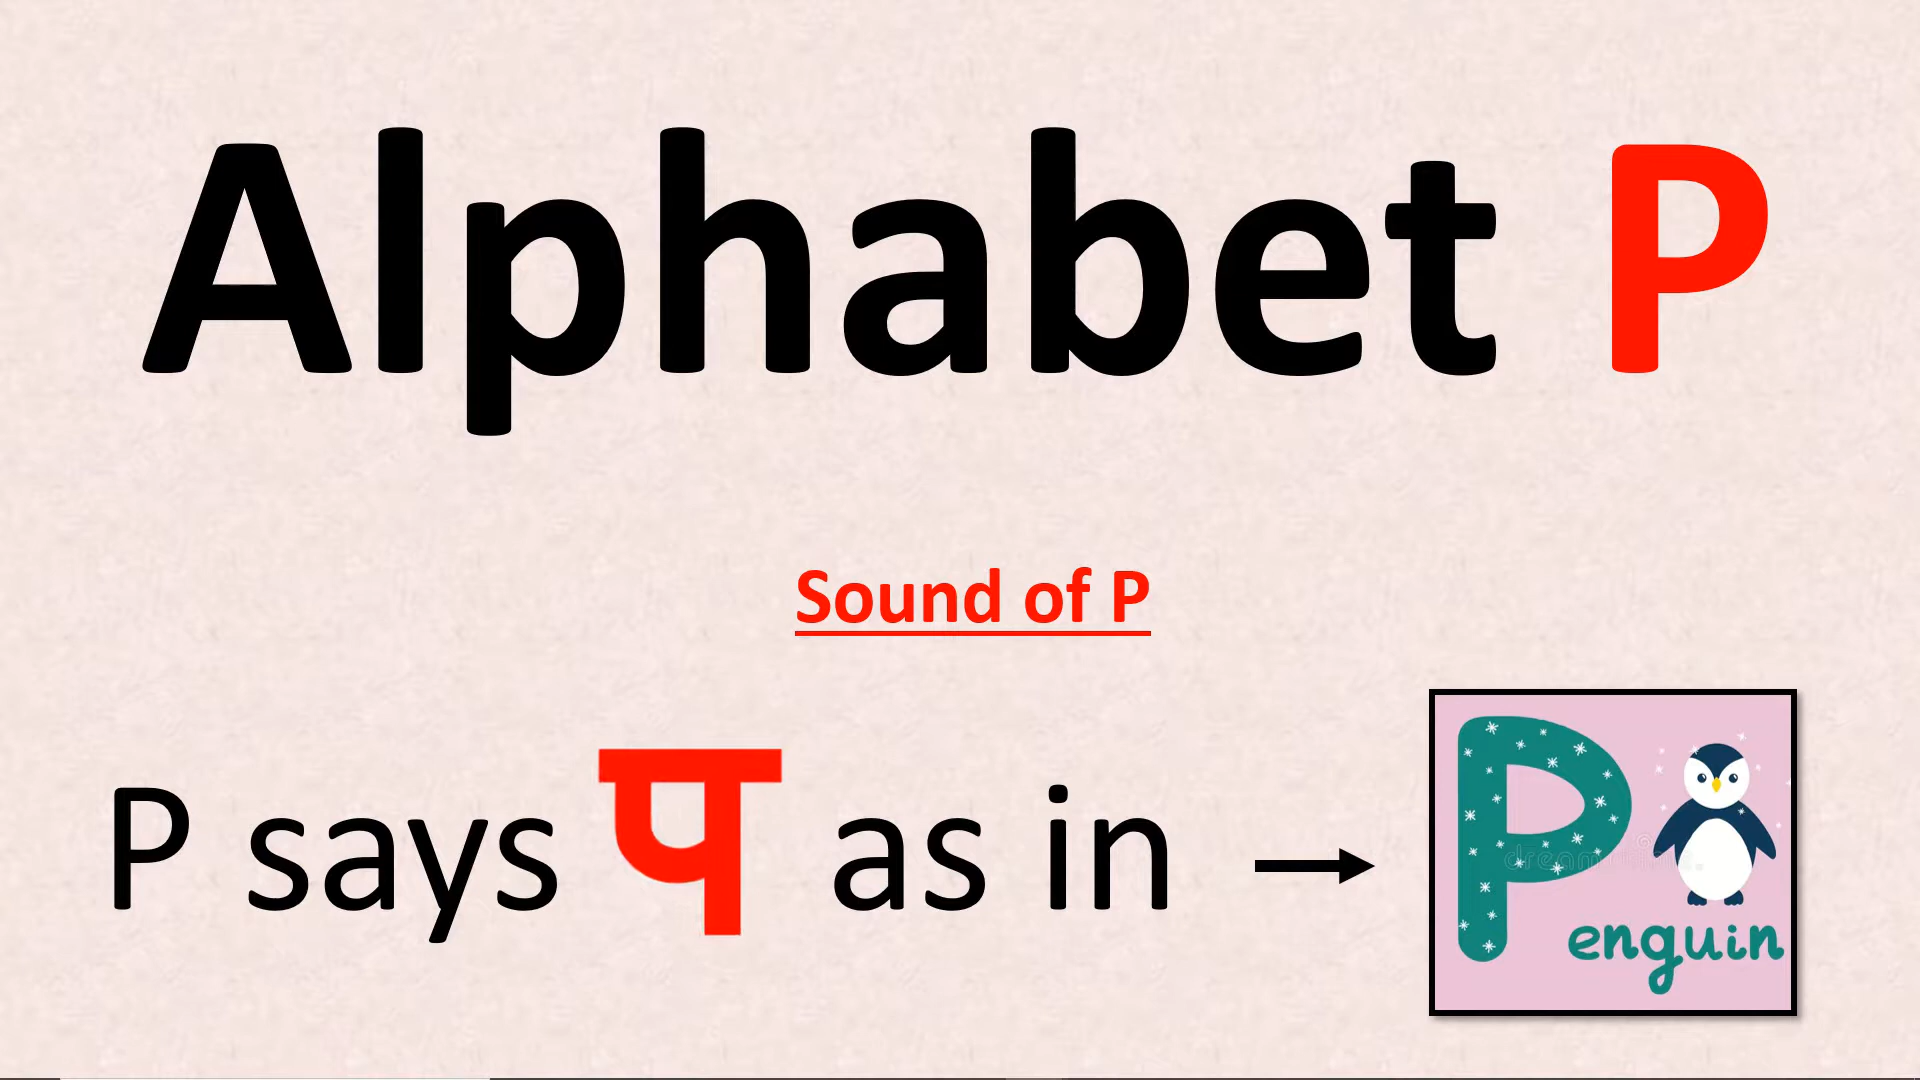 Alphabet P
Sound of P
P says प as in →
Penguin